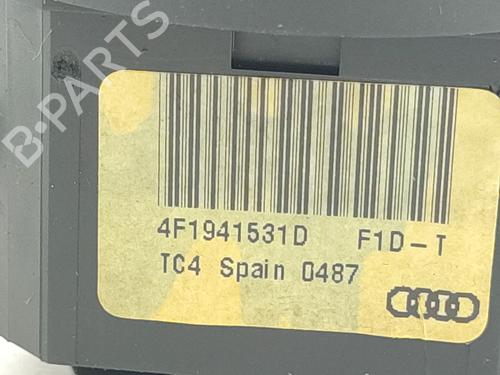 B-PARTS
4F1941531D F1D-T
TC4 Spain 0487